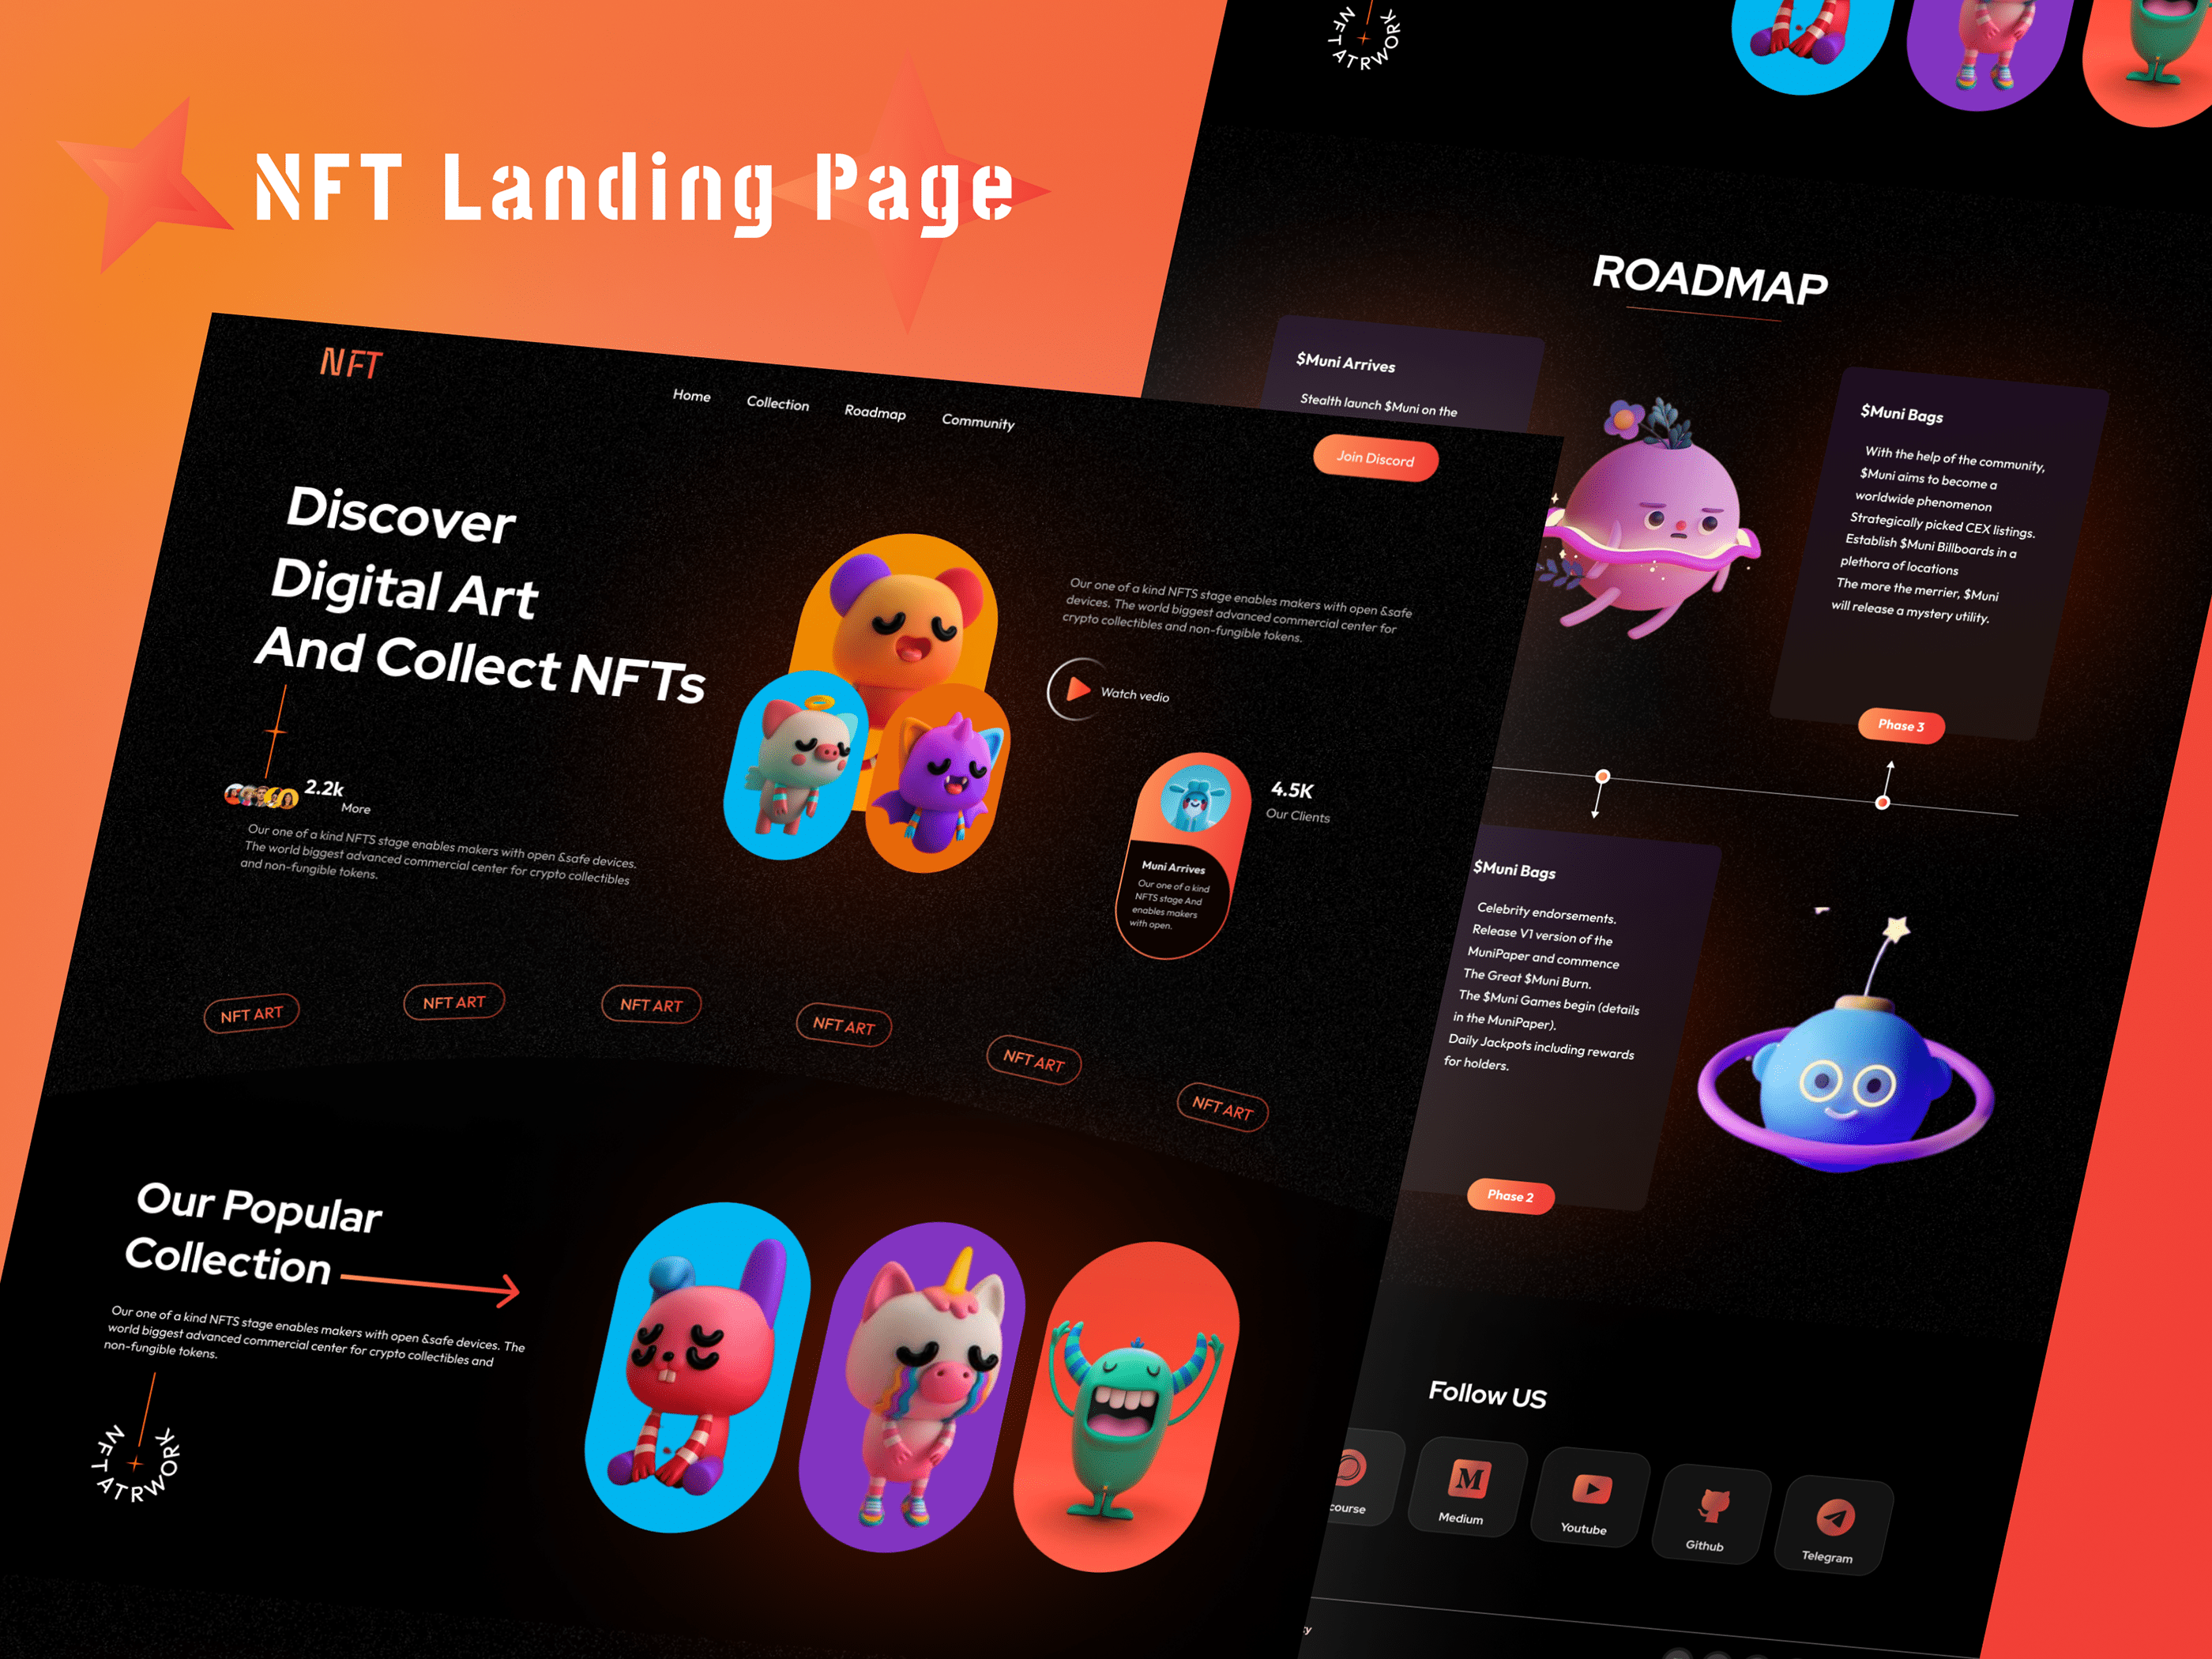 NFT Landing Page
NFT
Home
Collection
Roadmap
Community
Join Discord
Discover
Digital Art
And Collect NFTs
2.2k
More
Our one of a kind NFTS stage enables makers with open &safe devices.
The world biggest advanced commercial center for crypto collectibles
and non-fungible tokens.
Our one of a kind NFTS stage enables makers with open &safe
devices. The world biggest advanced commercial center for
crypto collectibles and non-fungible tokens.
Watch vedio
4.5K
Our Clients
Muni Arrives
Our one of a kind
NFTS stage And
enables makers
with open.
NFT ART
NFT ART
NFT ART
NFT ART
NFT ART
NFT ART
Our Popular
Collection
Our one of a kind NFTS stage enables makers with open &safe devices. The
world biggest advanced commercial center for crypto collectibles and
non-fungible tokens.
NFT ATRWORK
NFT ATRWORK
ROADMAP
$Muni Arrives
Stealth launch $Muni on the
$Muni Bags
With the help of the community,
$Muni aims to become a
worldwide phenomenon
Strategically picked CEX listings.
Establish $Muni Billboards in a
plethora of locations
The more the merrier, $Muni
will release a mystery utility.
Phase 3
$Muni Bags
Celebrity endorsements.
Release V1 version of the
MuniPaper and commence
The Great $Muni Burn.
The $Muni Games begin (details
in the MuniPaper).
Daily Jackpots including rewards
for holders.
Phase 2
Follow US
course
M
Medium
Youtube
Github
Telegram